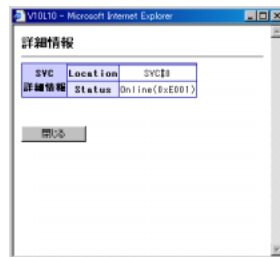 V10L10 - Microsoft Internet Explorer
詳細情報
SVC Location SVC#0
詳細情報 Status Online(0xE001)
閉じる